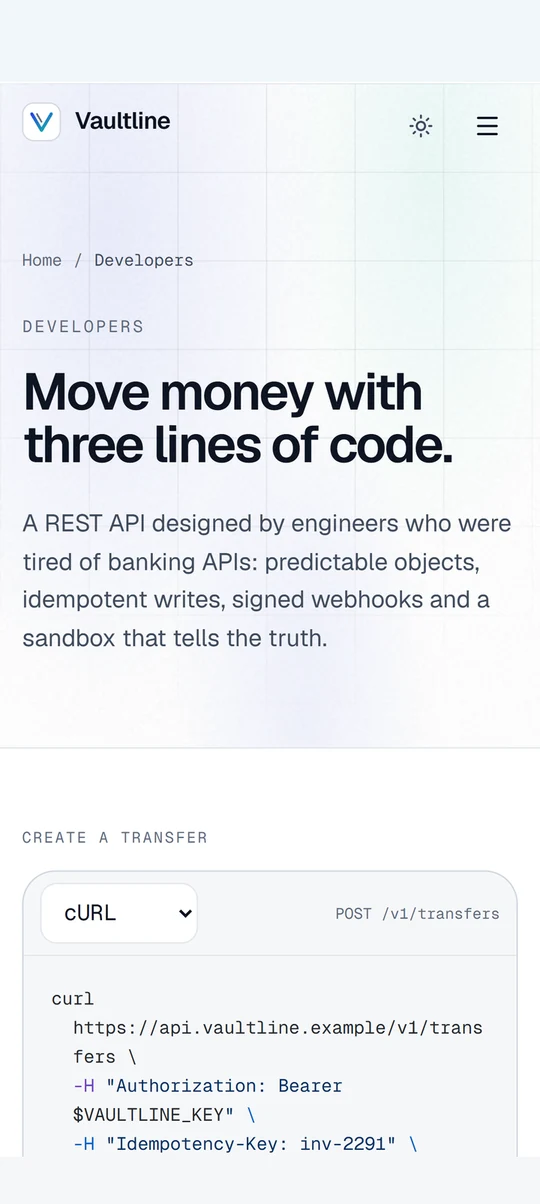 Vaultline
Home / Developers
DEVELOPERS
Move money with
three lines of code.
A REST API designed by engineers who were
tired of banking APIs: predictable objects,
idempotent writes, signed webhooks and a
sandbox that tells the truth.
CREATE A TRANSFER
cURL
POST /v1/transfers
curl
https://api.vaultline.example/v1/trans
fers \
-H "Authorization: Bearer
$VAULTLINE_KEY" \
-H "Idempotency-Key: inv-2291" \